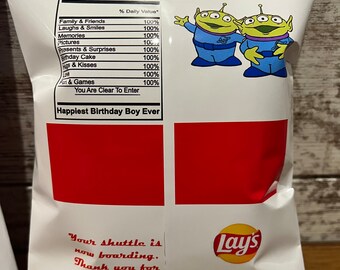 % Daily Value*
Family & Friends 100%
Laughs & Smiles 100%
Memories 100%
Pictures 100%
Presents & Surprises 100%
Birthday Cake 100%
& Kisses 100%
100%
& Games 100%
You Are Clear To Enter
Happiest Birthday Boy Ever
Your shuttle is
now boarding.
Thank you for
Lay's